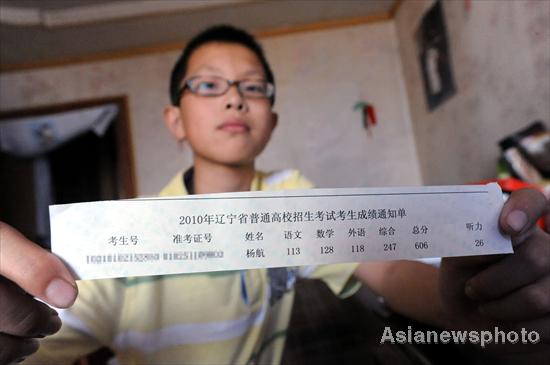 2010年辽宁省普通高校招生考试考生成绩通知单
考生号 准考证号 姓名 语文 数学 外语 综合 总分 听力
杨航 113 128 118 247 606 26
Asianewsphoto